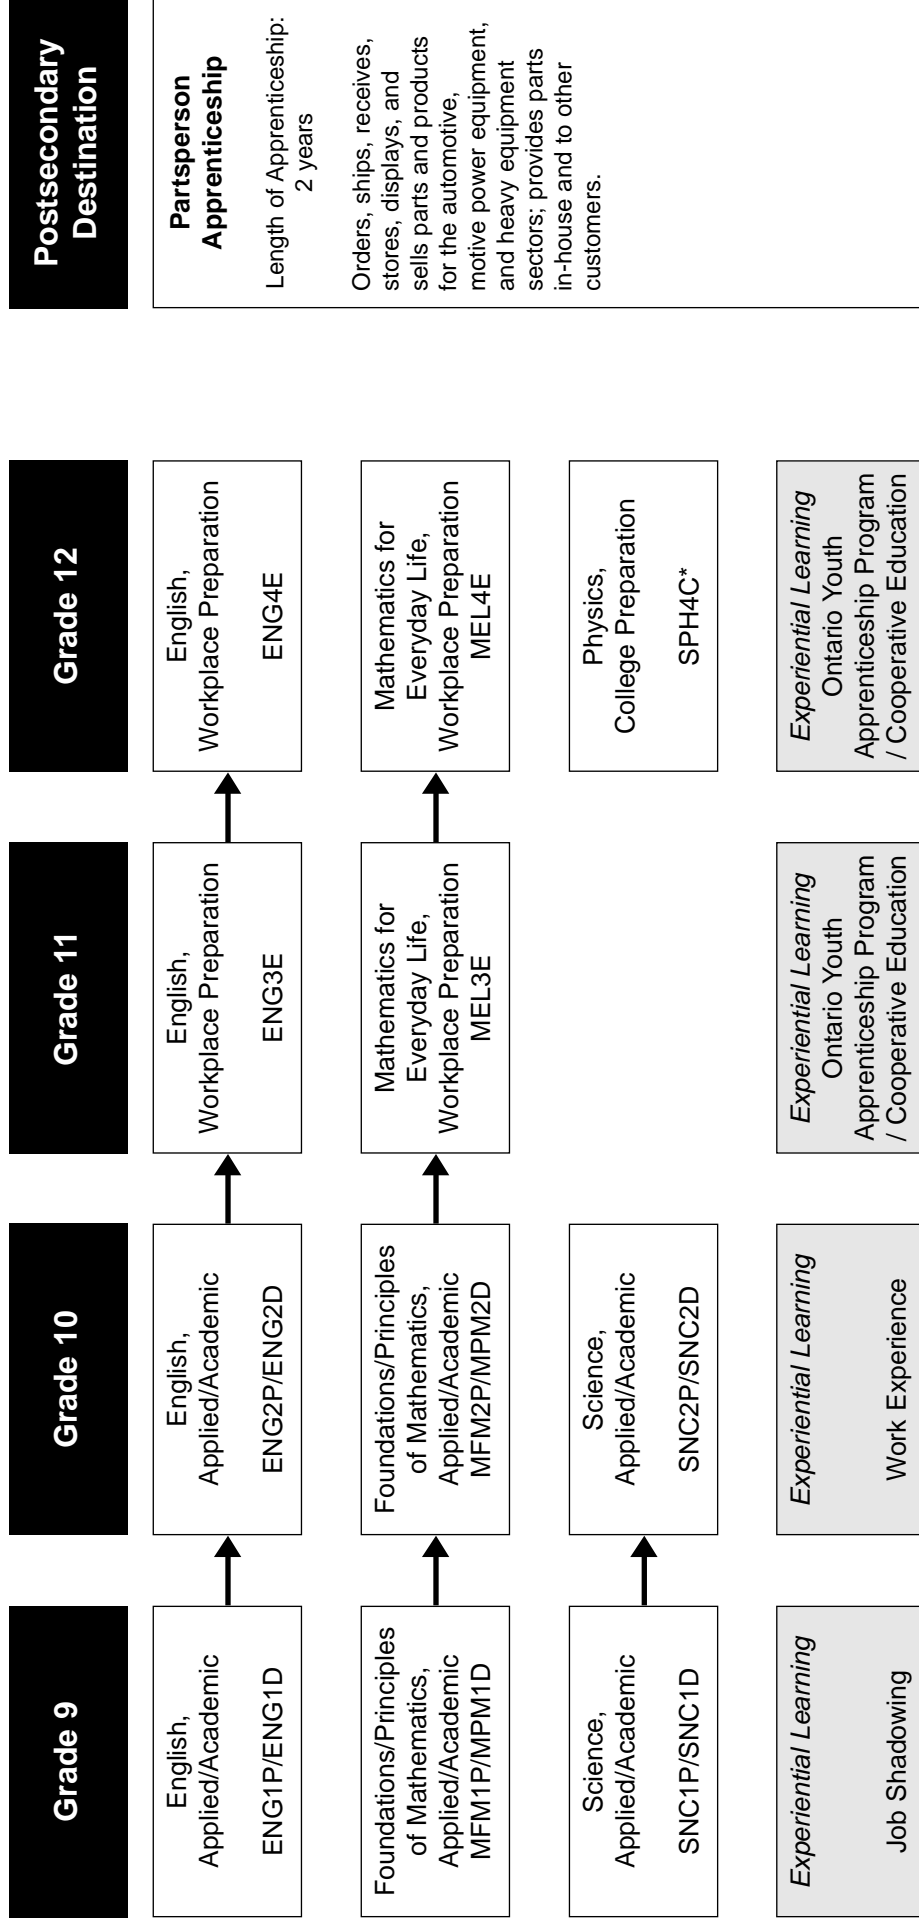 Grade 9
Grade 10
Grade 11
Grade 12
Postsecondary
Destination
English,
Applied/Academic
ENG1P/ENG1D
English,
Applied/Academic
ENG2P/ENG2D
English,
Workplace Preparation
ENG3E
English,
Workplace Preparation
ENG4E
Partsperson
Apprenticeship
Length of Apprenticeship:
2 years
Orders, ships, receives,
stores, displays, and
sells parts and products
for the automotive,
motive power equipment,
and heavy equipment
sectors; provides parts
in-house and to other
customers.
Foundations/Principles
of Mathematics,
Applied/Academic
MFM1P/MPM1D
Foundations/Principles
of Mathematics,
Applied/Academic
MFM2P/MPM2D
Mathematics for
Everyday Life,
Workplace Preparation
MEL3E
Mathematics for
Everyday Life,
Workplace Preparation
MEL4E
Science,
Applied/Academic
SNC1P/SNC1D
Science,
Applied/Academic
SNC2P/SNC2D
Physics,
College Preparation
SPH4C*
Experiential Learning
Job Shadowing
Experiential Learning
Work Experience
Experiential Learning
Ontario Youth
Apprenticeship Program
/ Cooperative Education
Experiential Learning
Ontario Youth
Apprenticeship Program
/ Cooperative Education